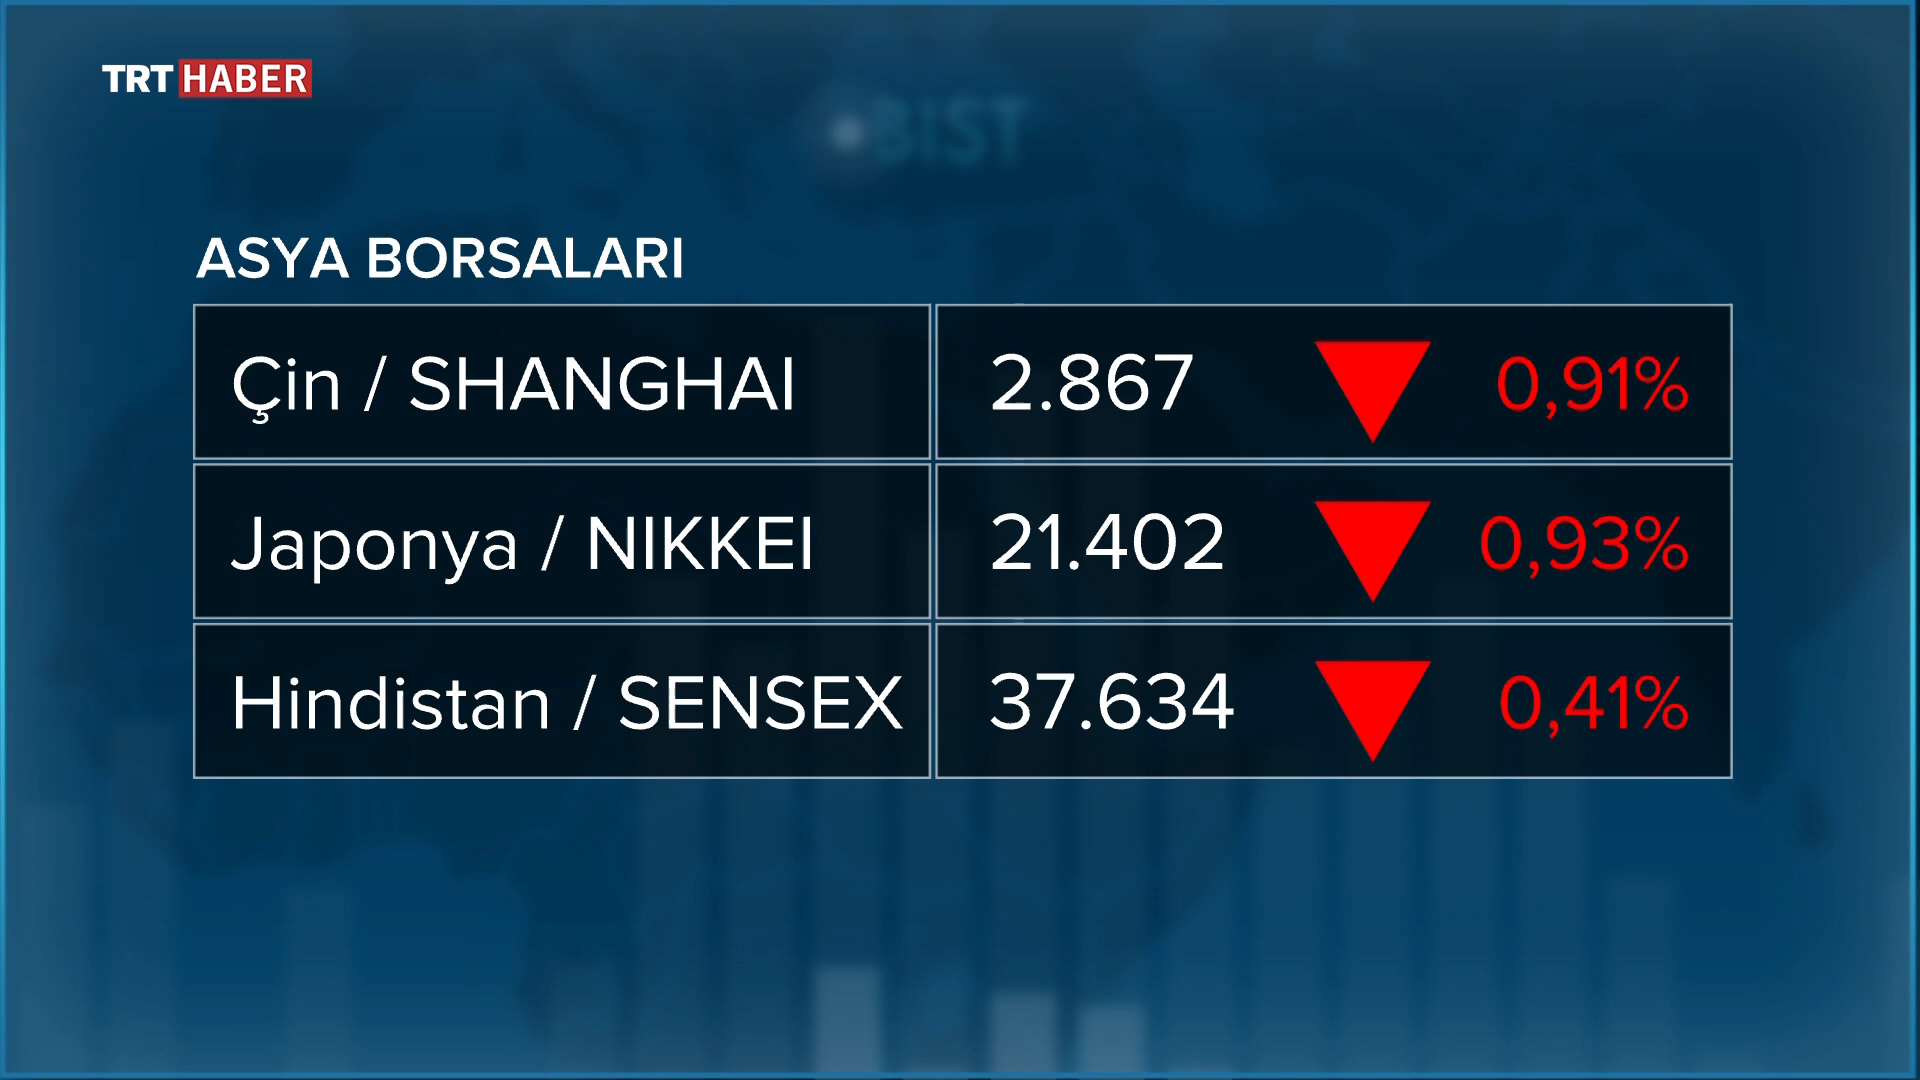 TRT HABER
BIST
ASYA BORSALARI
Çin / SHANGHAI 2.867 0,91%
Japonya / NIKKEI 21.402 0,93%
Hindistan / SENSEX 37.634 0,41%